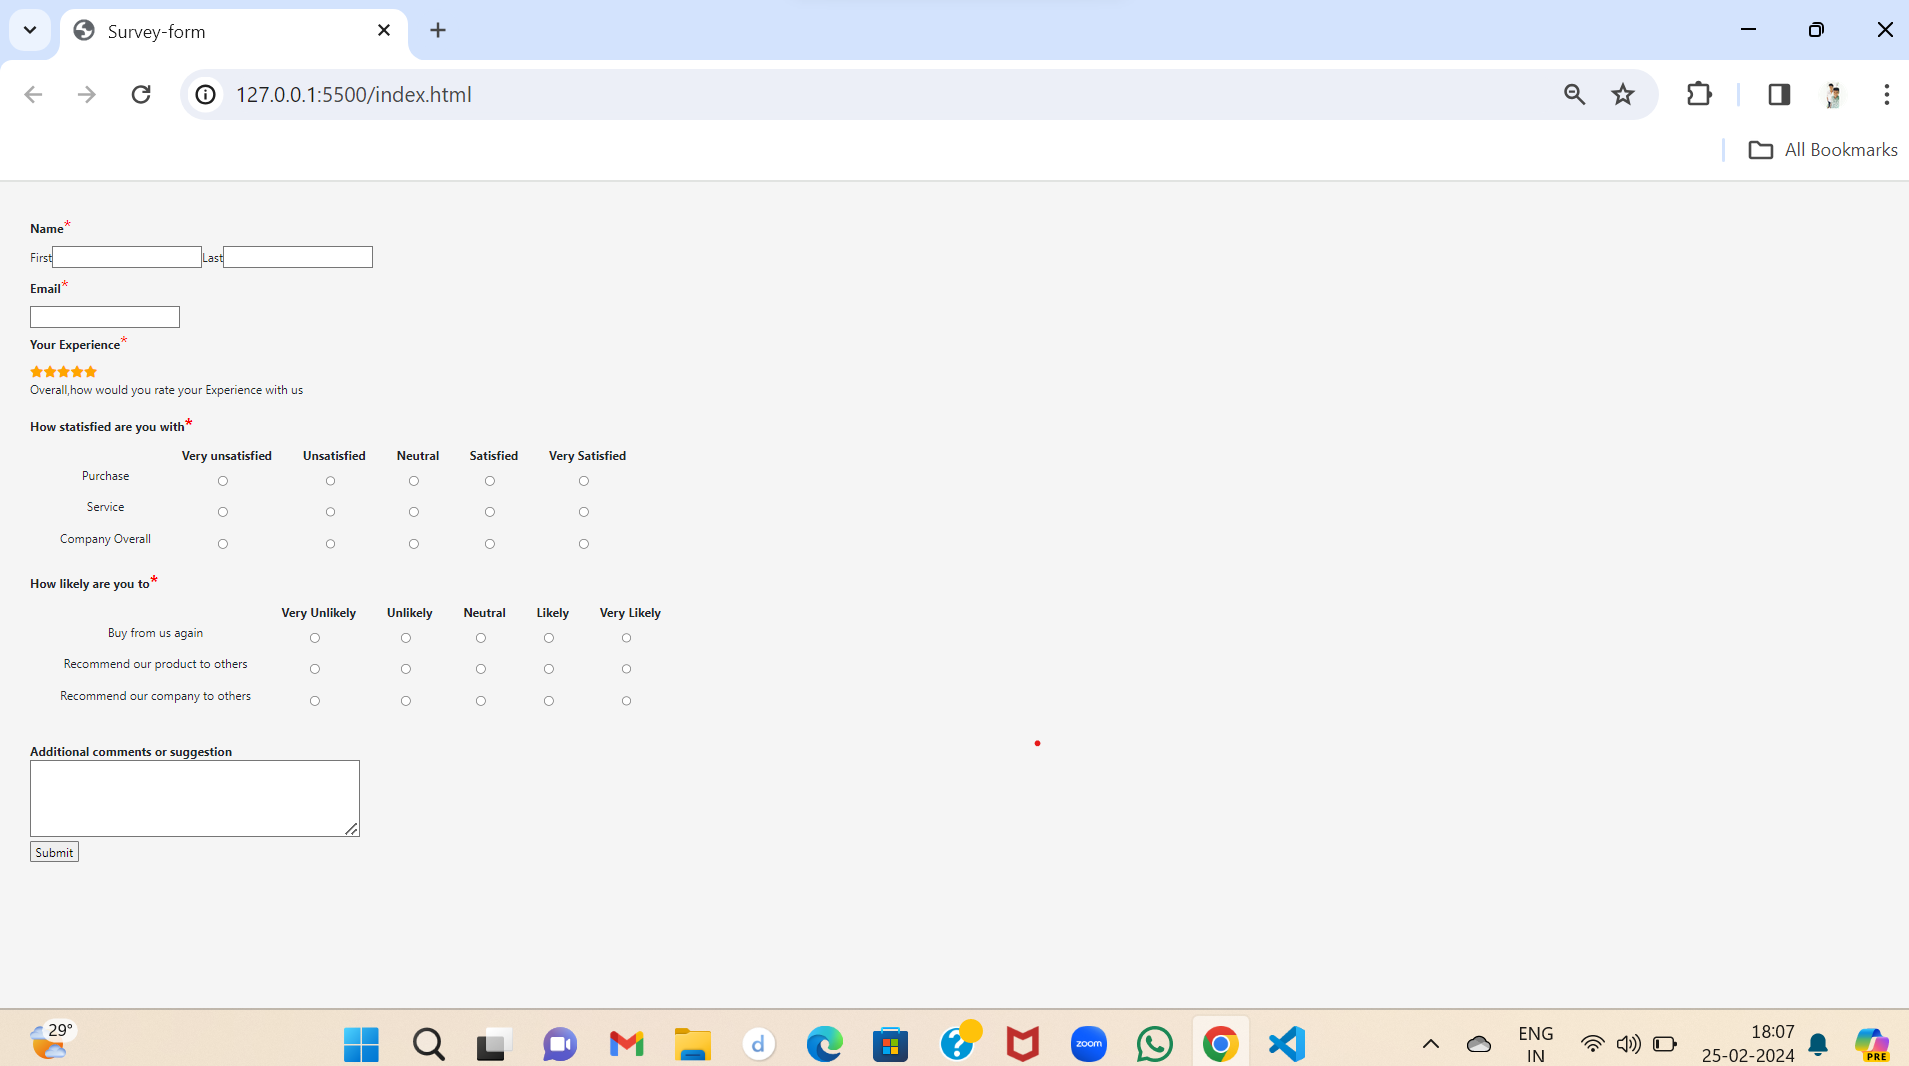 Survey-form
127.0.0.1:5500/index.html
All Bookmarks
Name*
First Last
Email*
Your Experience*
Overall,how would you rate your Experience with us
How statisfied are you with*
Very unsatisfied Unsatisfied Neutral Satisfied Very Satisfied
Purchase
Service
Company Overall
How likely are you to*
Very Unlikely Unlikely Neutral Likely Very Likely
Buy from us again
Recommend our product to others
Recommend our company to others
Additional comments or suggestion
Submit
29°
d
zoom
ENG
IN
18:07
25-02-2024
PRE